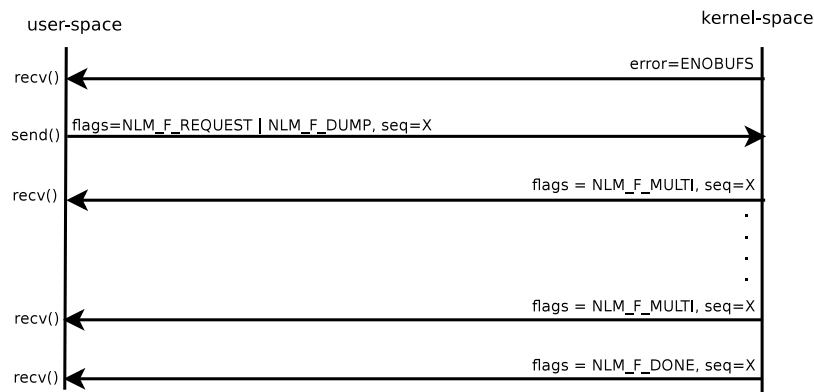 user-space
kernel-space
error=ENOBUFS
recv()
flags=NLM_F_REQUEST | NLM_F_DUMP, seq=X
send()
flags = NLM_F_MULTI, seq=X
recv()
.
.
.
.
flags = NLM_F_MULTI, seq=X
recv()
flags = NLM_F_DONE, seq=X
recv()